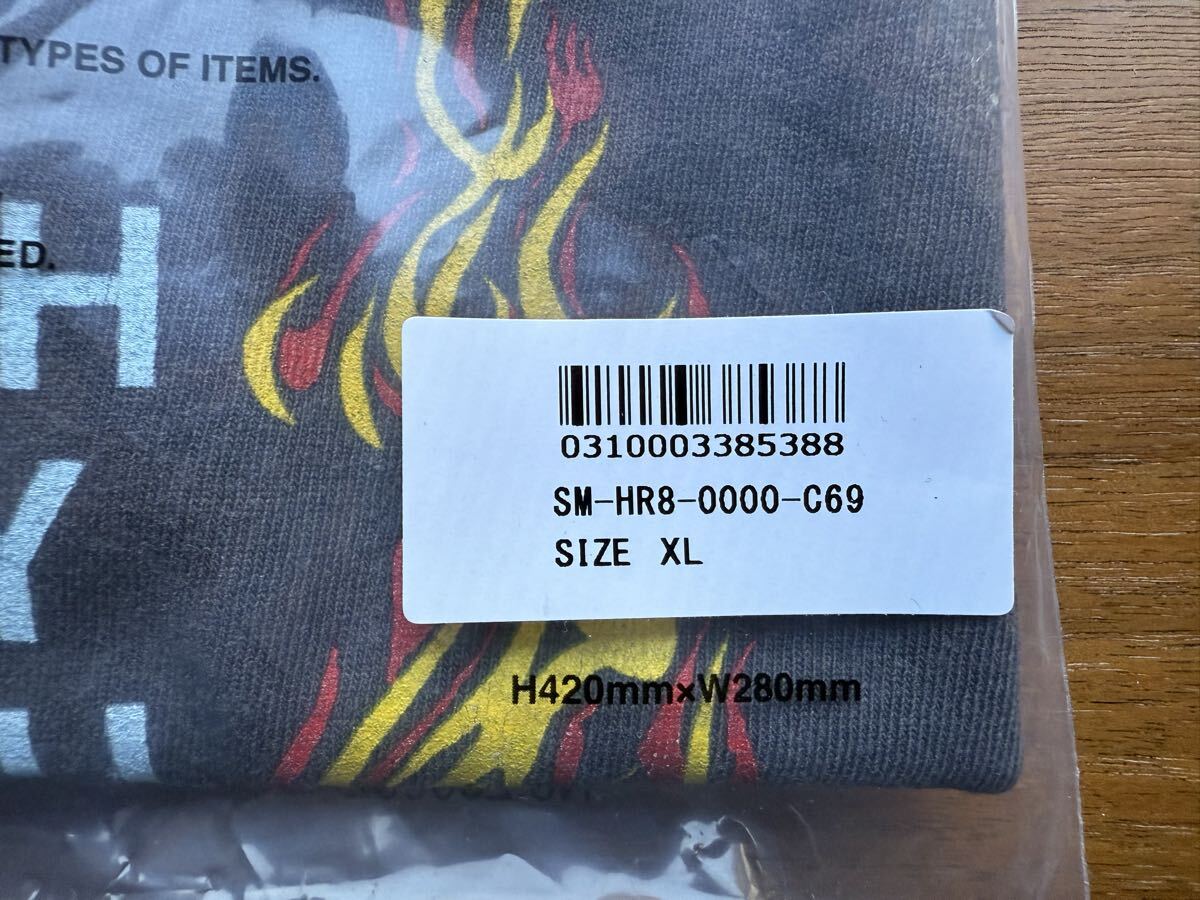 TYPES OF ITEMS.
H
ED.
Y
0310003385388
SM-HR8-0000-C69
SIZE XL
H420mm×W280mm